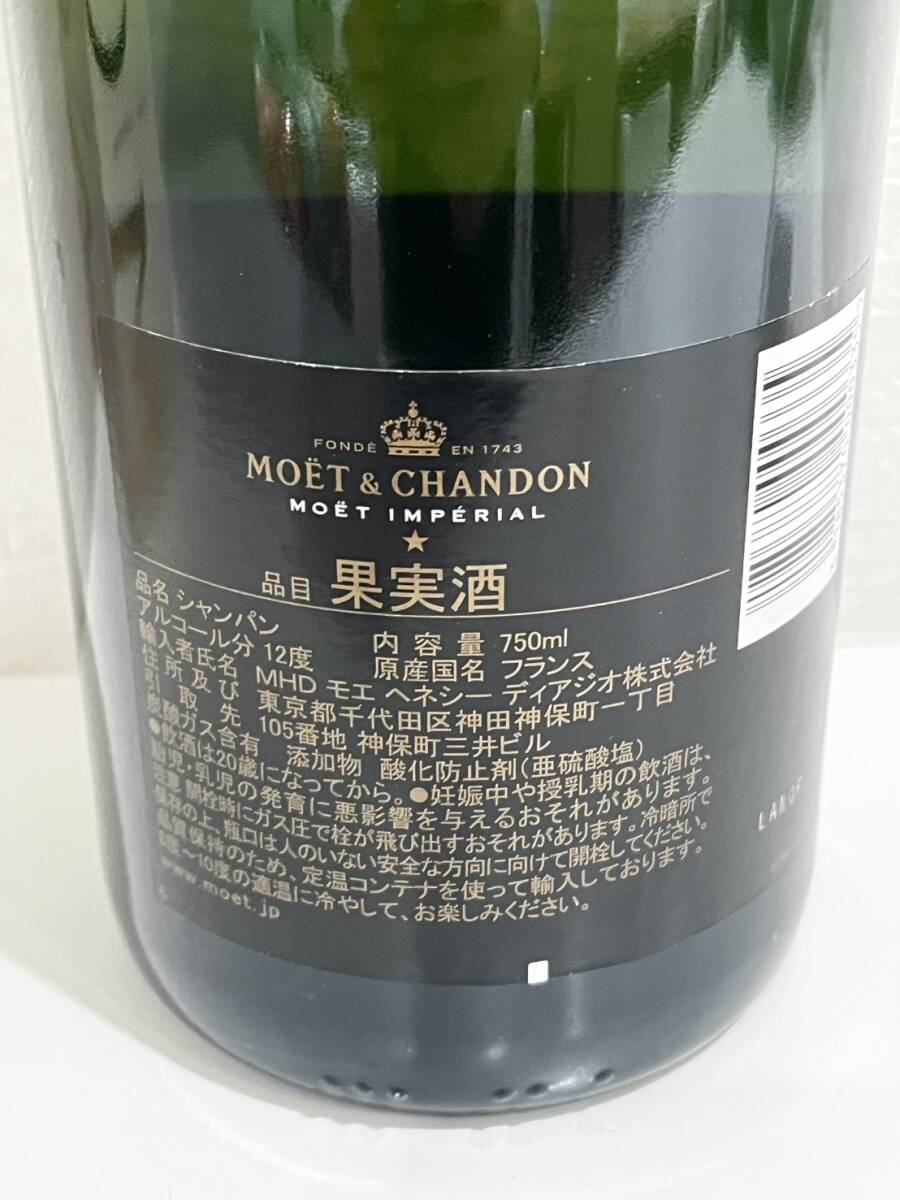 FONDÉ EN 1743
MOËT & CHANDON
MOËT IMPÉRIAL
品目 果実酒
品名 シャンパン 内容量 750ml
アルコール分 12度 原産国名 フランス
輸入者氏名 MHD モエ ヘネシー ディアジオ株式会社
住所及び 東京都千代田区神田神保町一丁目
引取先 105番地 神保町三井ビル
炭酸ガス含有 添加物 酸化防止剤(亜硫酸塩)
●飲酒は20歳になってから。●妊娠中や授乳期の飲酒は、
胎児・乳児の発育に悪影響を与えるおそれがあります。
注意 開栓時にガス圧で栓が飛び出すおそれがあります。冷暗所で
保存の上、瓶口は人のいない安全な方向に向けて開栓してください。
品質保持のため、定温コンテナを使って輸入しております。
8度~10度の適温に冷やして、お楽しみください。
www.moet.jp